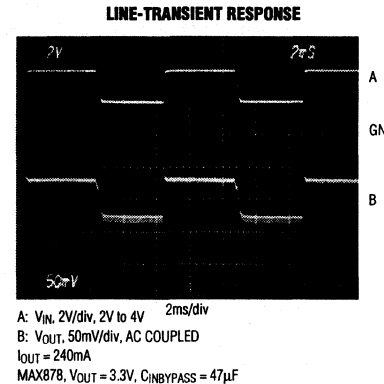 LINE-TRANSIENT RESPONSE
2V 2mS
A
GN
B
50mV
2ms/div
A: VIN, 2V/div, 2V to 4V
B: VOUT, 50mV/div, AC COUPLED
IOUT = 240mA
MAX878, VOUT = 3.3V, CINBYPASS = 47µF